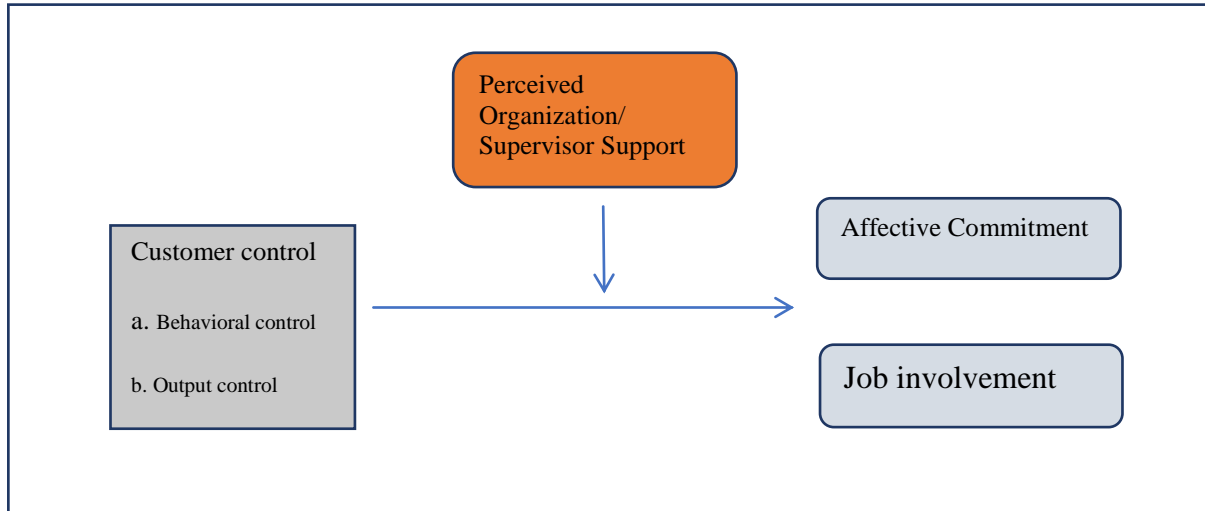 Perceived
Organization/
Supervisor Support
Affective Commitment
Customer control
a. Behavioral control
b. Output control
Job involvement